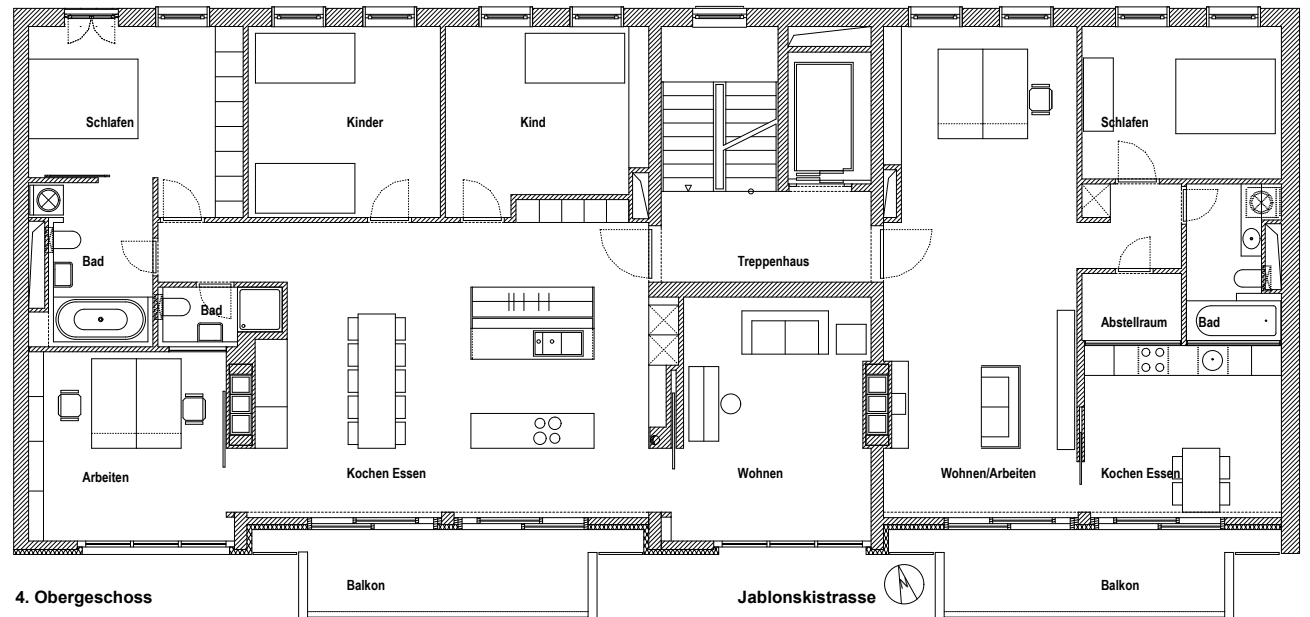 Schlafen
Kinder
Kind
Schlafen
Bad
Treppenhaus
Bad
Abstellraum
Bad
Arbeiten
Kochen Essen
Wohnen
Wohnen/Arbeiten
Kochen Essen
Balkon
Balkon
4. Obergeschoss
Jablonskistrasse
N